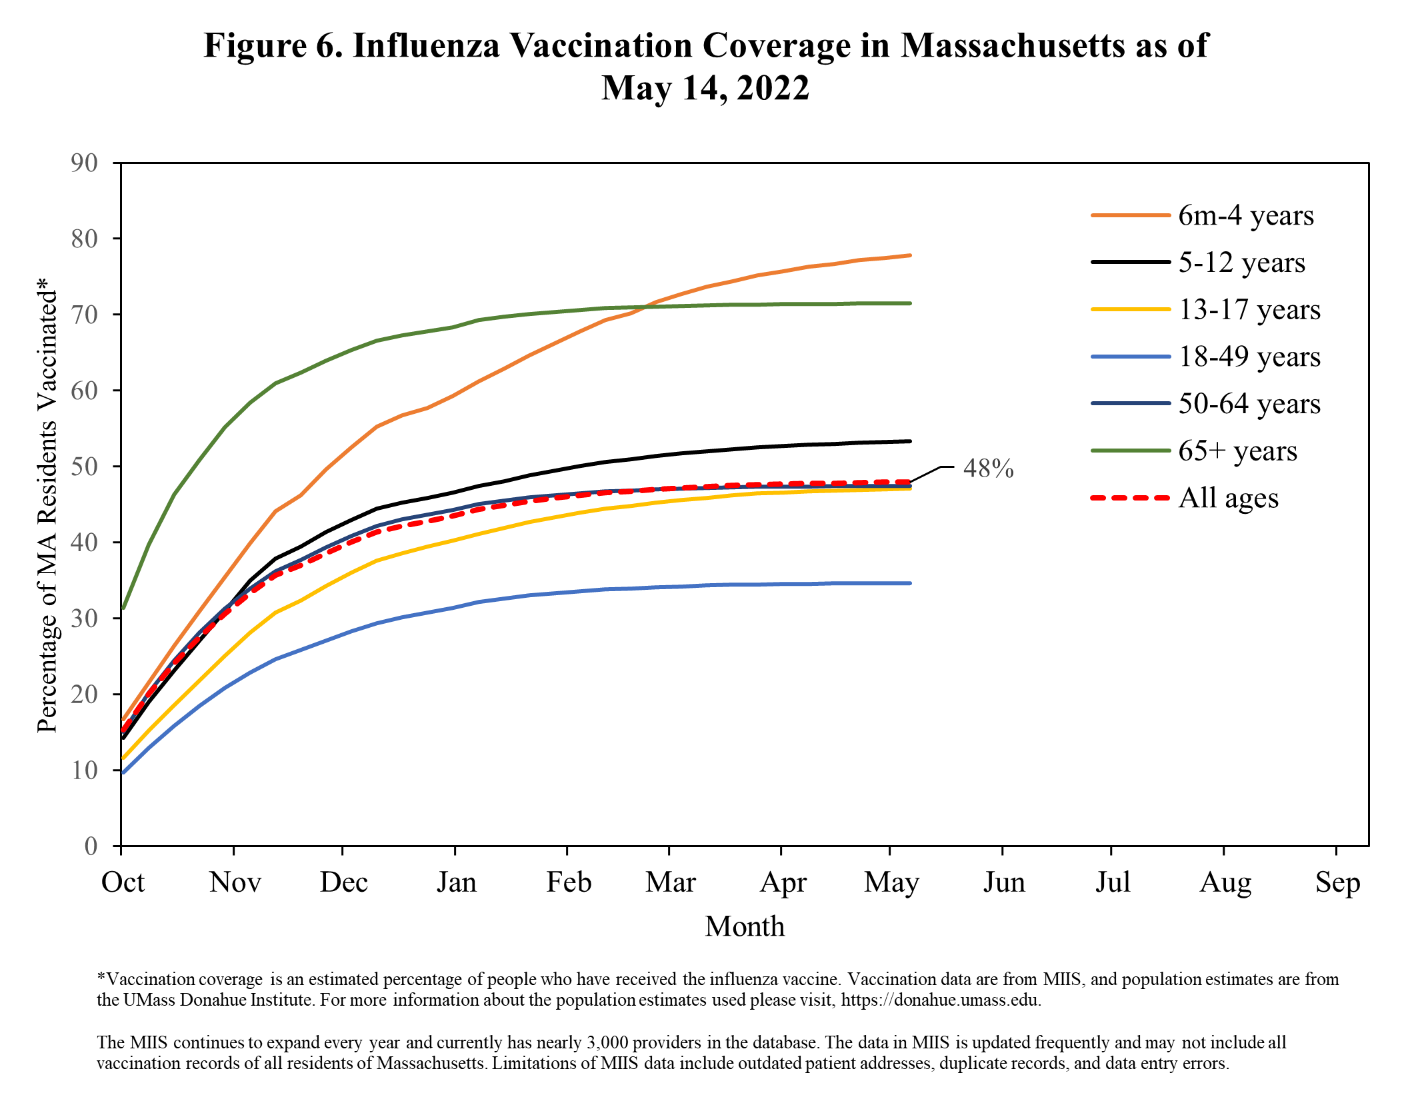 Figure 6. Influenza Vaccination Coverage in Massachusetts as of
May 14, 2022
Percentage of MA Residents Vaccinated*
90
80
70
60
50
40
30
20
10
0
6m-4 years
5-12 years
13-17 years
18-49 years
50-64 years
65+ years
All ages
48%
Oct Nov Dec Jan Feb Mar Apr May Jun Jul Aug Sep
Month
*Vaccination coverage is an estimated percentage of people who have received the influenza vaccine. Vaccination data are from MIIS, and population estimates are from
the UMass Donahue Institute. For more information about the population estimates used please visit, https://donahue.umass.edu.
The MIIS continues to expand every year and currently has nearly 3,000 providers in the database. The data in MIIS is updated frequently and may not include all
vaccination records of all residents of Massachusetts. Limitations of MIIS data include outdated patient addresses, duplicate records, and data entry errors.